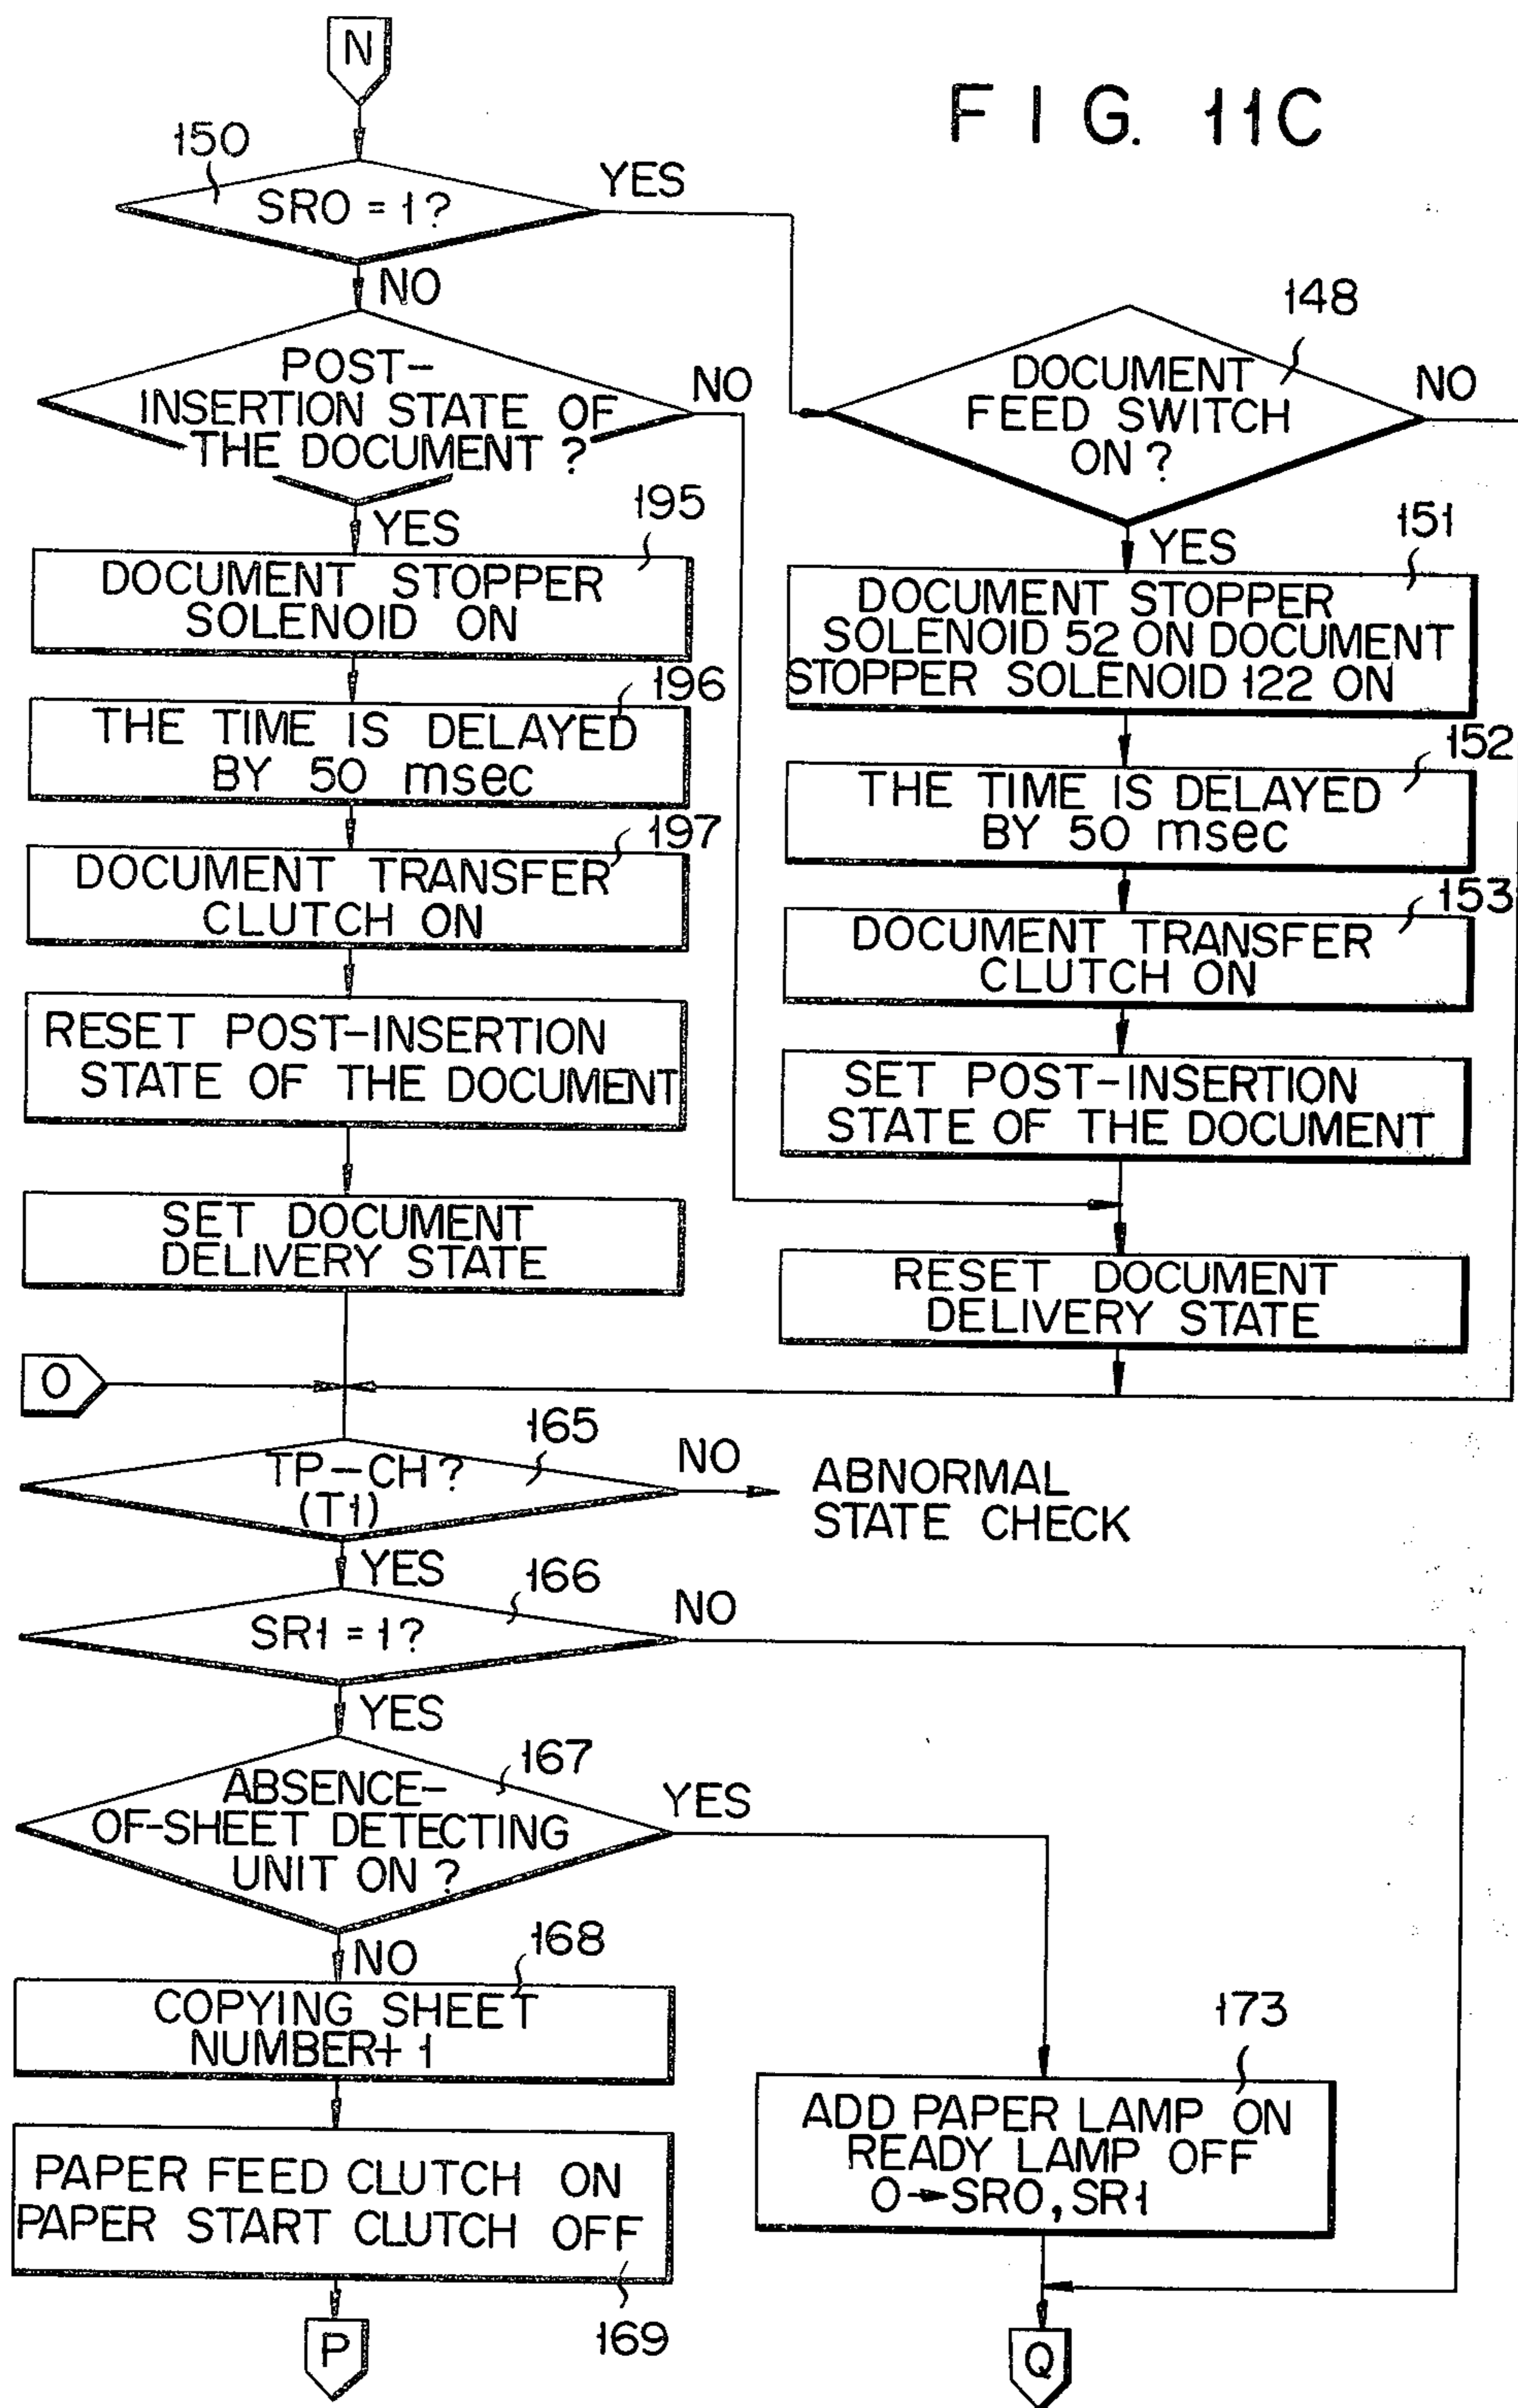 N
FIG. 11C
150
SR0 = 1?
YES
NO
POST-
INSERTION STATE OF
THE DOCUMENT ?
NO
YES
148
DOCUMENT
FEED SWITCH
ON ?
NO
YES
195
DOCUMENT STOPPER
SOLENOID ON
196
THE TIME IS DELAYED
BY 50 msec
197
DOCUMENT TRANSFER
CLUTCH ON
RESET POST-INSERTION
STATE OF THE DOCUMENT
SET DOCUMENT
DELIVERY STATE
151
DOCUMENT STOPPER
SOLENOID 52 ON DOCUMENT
STOPPER SOLENOID 122 ON
152
THE TIME IS DELAYED
BY 50 msec
153
DOCUMENT TRANSFER
CLUTCH ON
SET POST-INSERTION
STATE OF THE DOCUMENT
RESET DOCUMENT
DELIVERY STATE
O
165
TP-CH?
(T1)
NO
ABNORMAL
STATE CHECK
YES
166
SR1 = 1?
NO
YES
167
ABSENCE-
OF-SHEET DETECTING
UNIT ON ?
YES
NO
168
COPYING SHEET
NUMBER+ 1
PAPER FEED CLUTCH ON
PAPER START CLUTCH OFF
169
P
173
ADD PAPER LAMP ON
READY LAMP OFF
0→SR0, SR1
Q